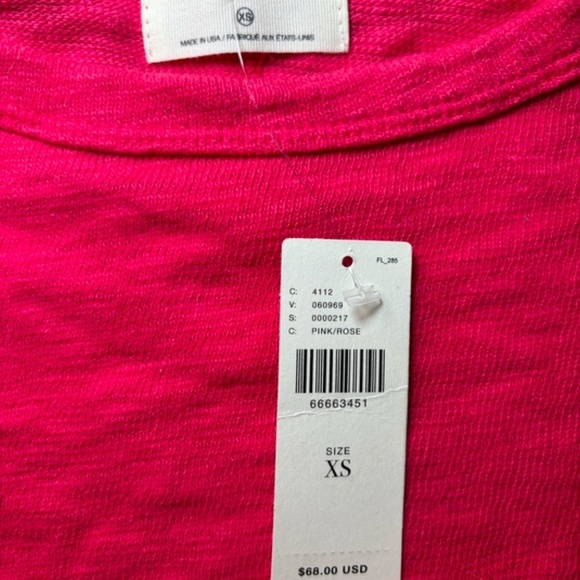 XS
MADE IN USA / FABRIQUÉ AUX ÉTATS-UNIS
FL_285
C: 4112
V: 060969
S: 0000217
C: PINK/ROSE
66663451
SIZE
XS
$68.00 USD